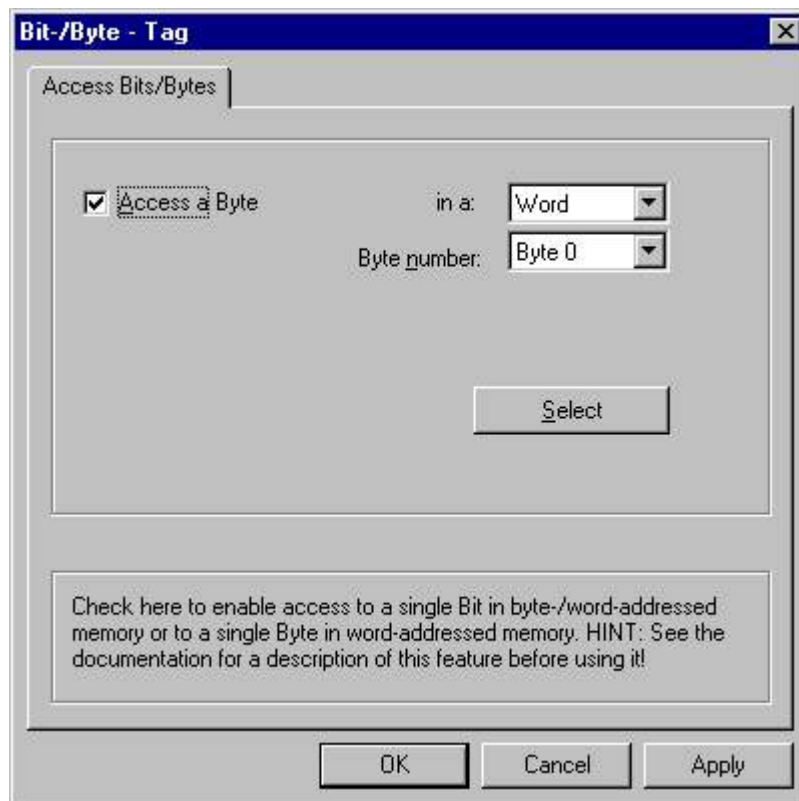 Bit-/Byte - Tag
Access Bits/Bytes
Access a Byte in a: Word
Byte number: Byte 0
Select
Check here to enable access to a single Bit in byte-/word-addressed
memory or to a single Byte in word-addressed memory. HINT: See the
documentation for a description of this feature before using it!
OK Cancel Apply